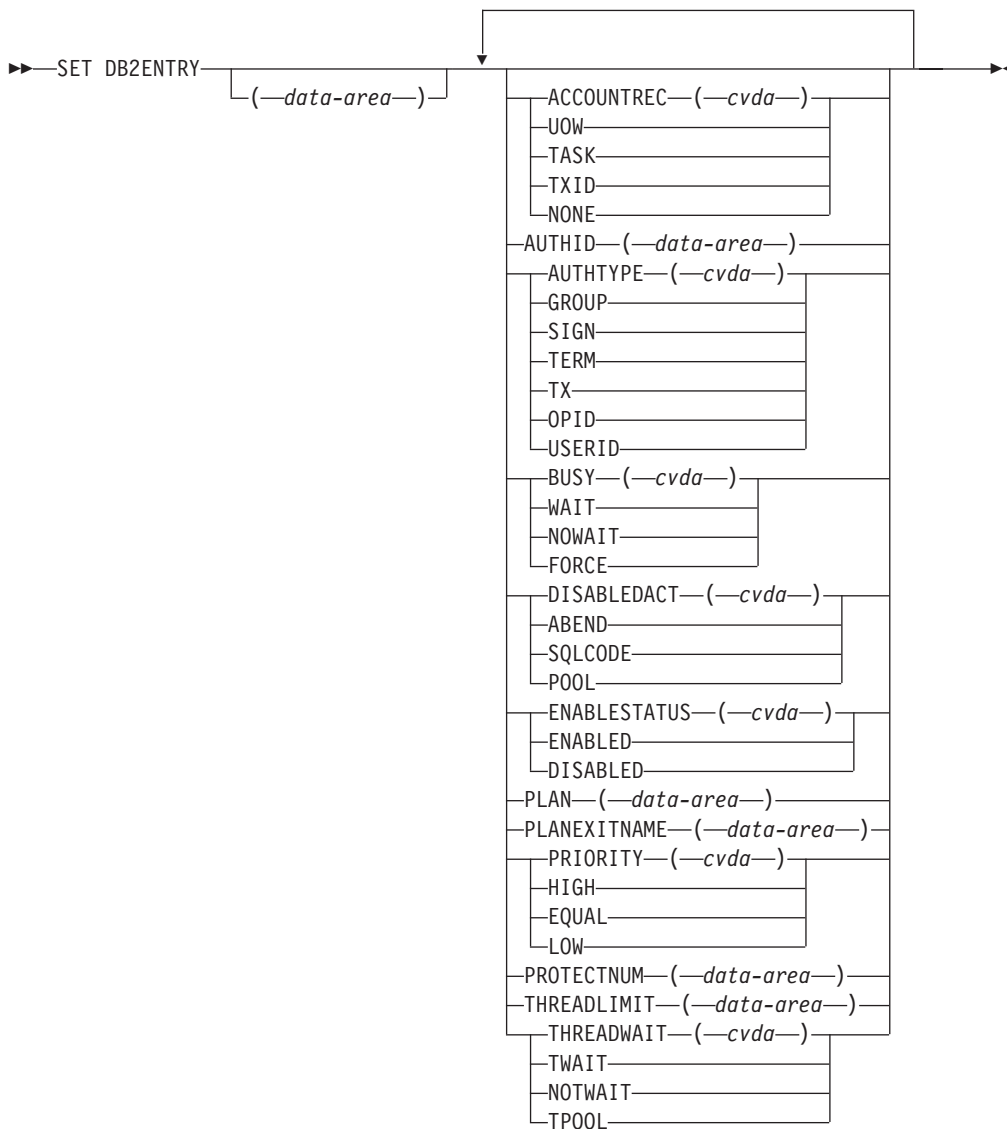 SET DB2ENTRY
(data-area)
ACCOUNTREC(cvda)
UOW
TASK
TXID
NONE
AUTHID(data-area)
AUTHTYPE(cvda)
GROUP
SIGN
TERM
TX
OPID
USERID
BUSY(cvda)
WAIT
NOWAIT
FORCE
DISABLEDACT(cvda)
ABEND
SQLCODE
POOL
ENABLESTATUS(cvda)
ENABLED
DISABLED
PLAN(data-area)
PLANEXITNAME(data-area)
PRIORITY(cvda)
HIGH
EQUAL
LOW
PROTECTNUM(data-area)
THREADLIMIT(data-area)
THREADWAIT(cvda)
TWAIT
NOTWAIT
TPOOL